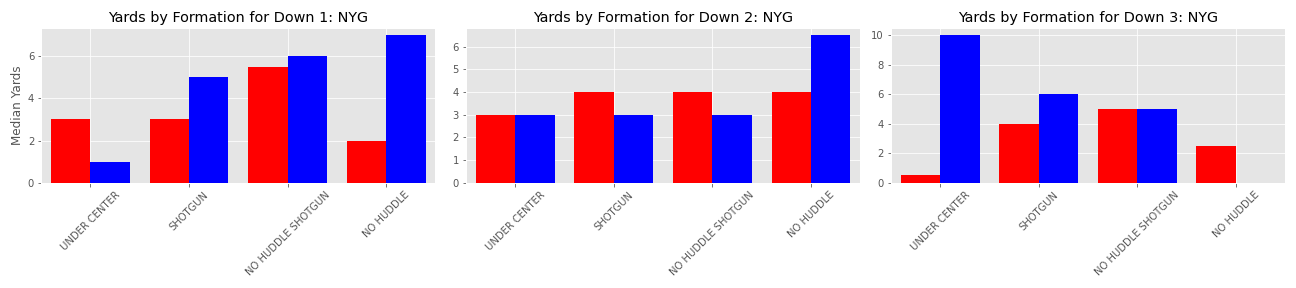 Yards by Formation for Down 1: NYG
Median Yards
6
4
2
0
UNDER CENTER
SHOTGUN
NO HUDDLE SHOTGUN
NO HUDDLE
Yards by Formation for Down 2: NYG
6
5
4
3
2
1
0
UNDER CENTER
SHOTGUN
NO HUDDLE SHOTGUN
NO HUDDLE
Yards by Formation for Down 3: NYG
10
8
6
4
2
0
UNDER CENTER
SHOTGUN
NO HUDDLE SHOTGUN
NO HUDDLE